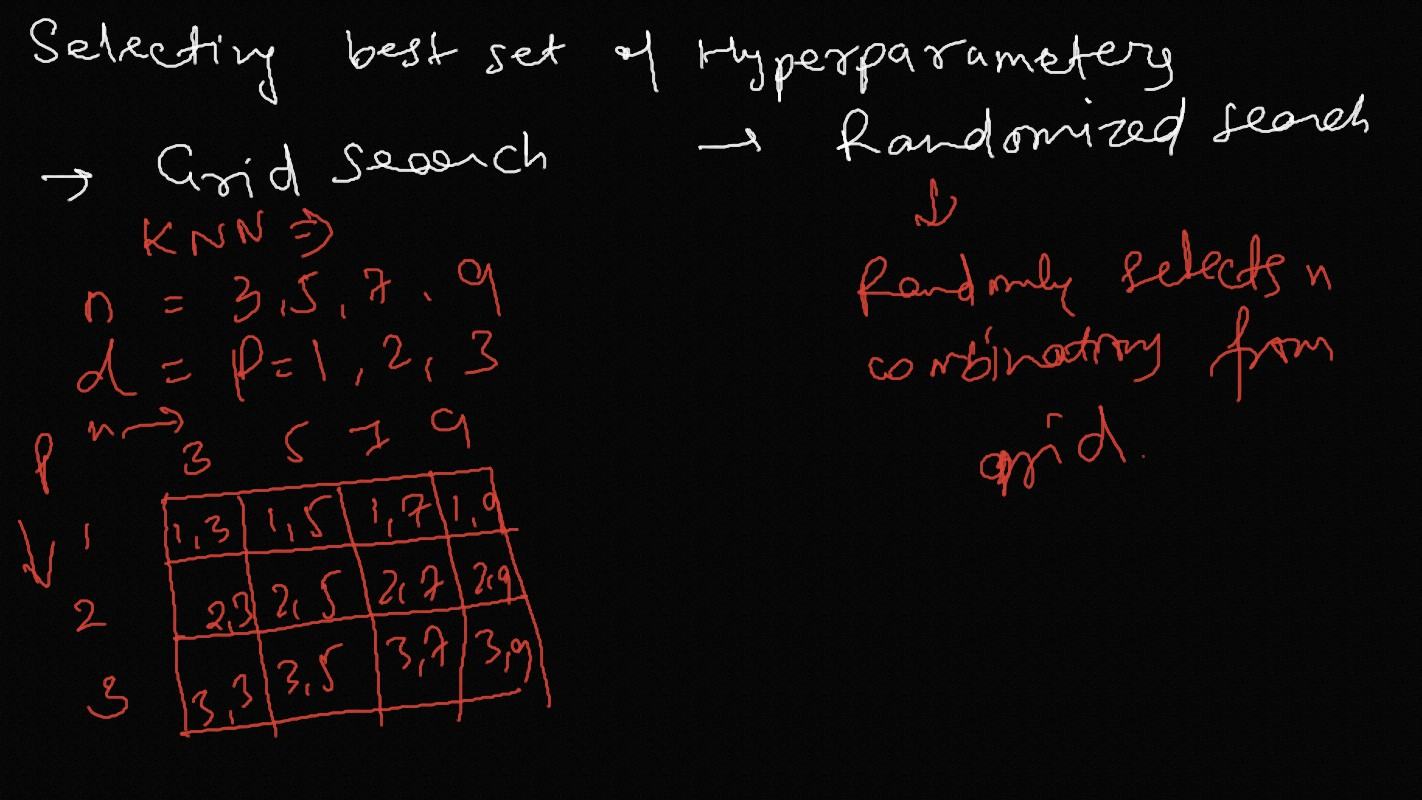 Selecting best set of Hyperparameters
→ Grid search
KNN ⇒
n = 3,5,7,9
d = P=1,2,3
n→
P
3 5 7 9
1 1,3 1,5 1,7 1,9
2 2,3 2,5 2,7 2,9
3 3,3 3,5 3,7 3,9
→ Randomized search
↓
Randomly selects n
combinations from
grid.